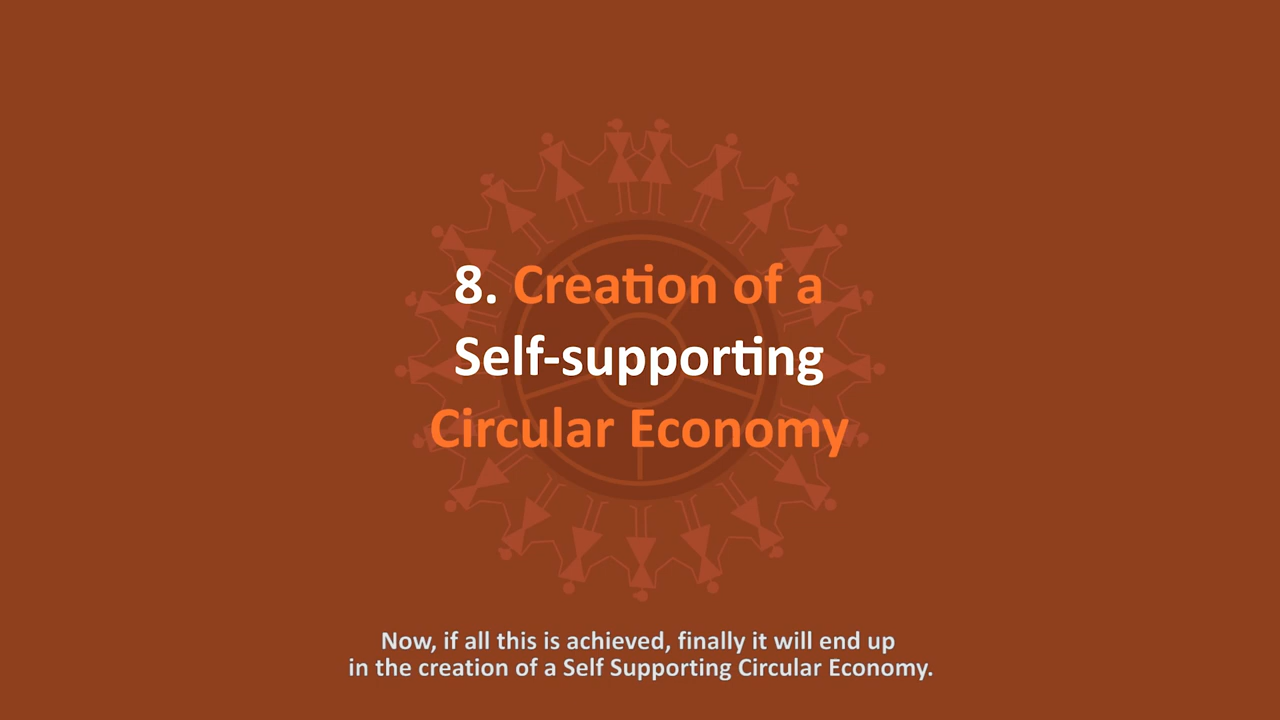 8. Creation of a
Self-supporting
Circular Economy
Now, if all this is achieved, finally it will end up
in the creation of a Self Supporting Circular Economy.